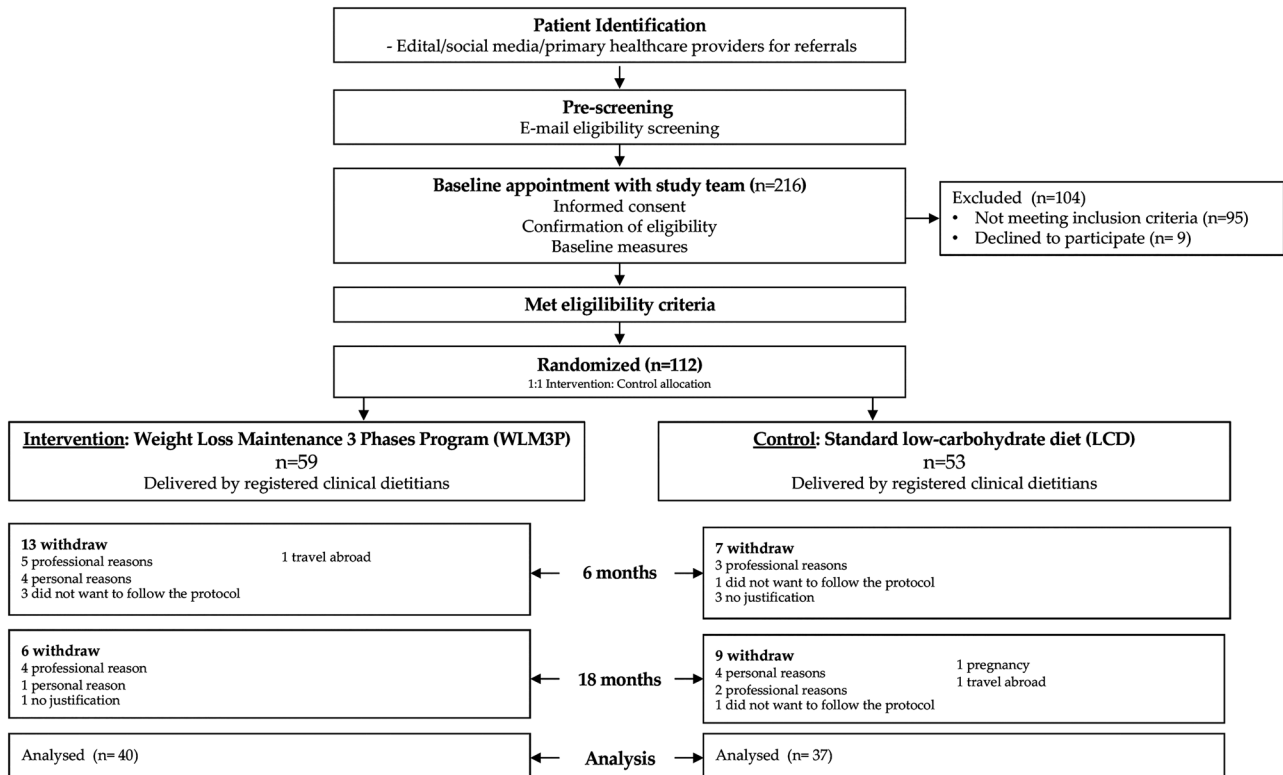 Patient Identification
- Edital/social media/primary healthcare providers for referrals
Pre-screening
E-mail eligibility screening
Baseline appointment with study team (n=216)
Informed consent
Confirmation of eligibility
Baseline measures
Excluded (n=104)
• Not meeting inclusion criteria (n=95)
• Declined to participate (n= 9)
Met eligilibility criteria
Randomized (n=112)
1:1 Intervention: Control allocation
Intervention: Weight Loss Maintenance 3 Phases Program (WLM3P)
n=59
Delivered by registered clinical dietitians
Control: Standard low-carbohydrate diet (LCD)
n=53
Delivered by registered clinical dietitians
13 withdraw
5 professional reasons
4 personal reasons
3 did not want to follow the protocol
1 travel abroad
6 months
7 withdraw
3 professional reasons
1 did not want to follow the protocol
3 no justification
6 withdraw
4 professional reason
1 personal reason
1 no justification
18 months
9 withdraw
4 personal reasons
2 professional reasons
1 did not want to follow the protocol
1 pregnancy
1 travel abroad
Analysed (n= 40)
Analysis
Analysed (n= 37)